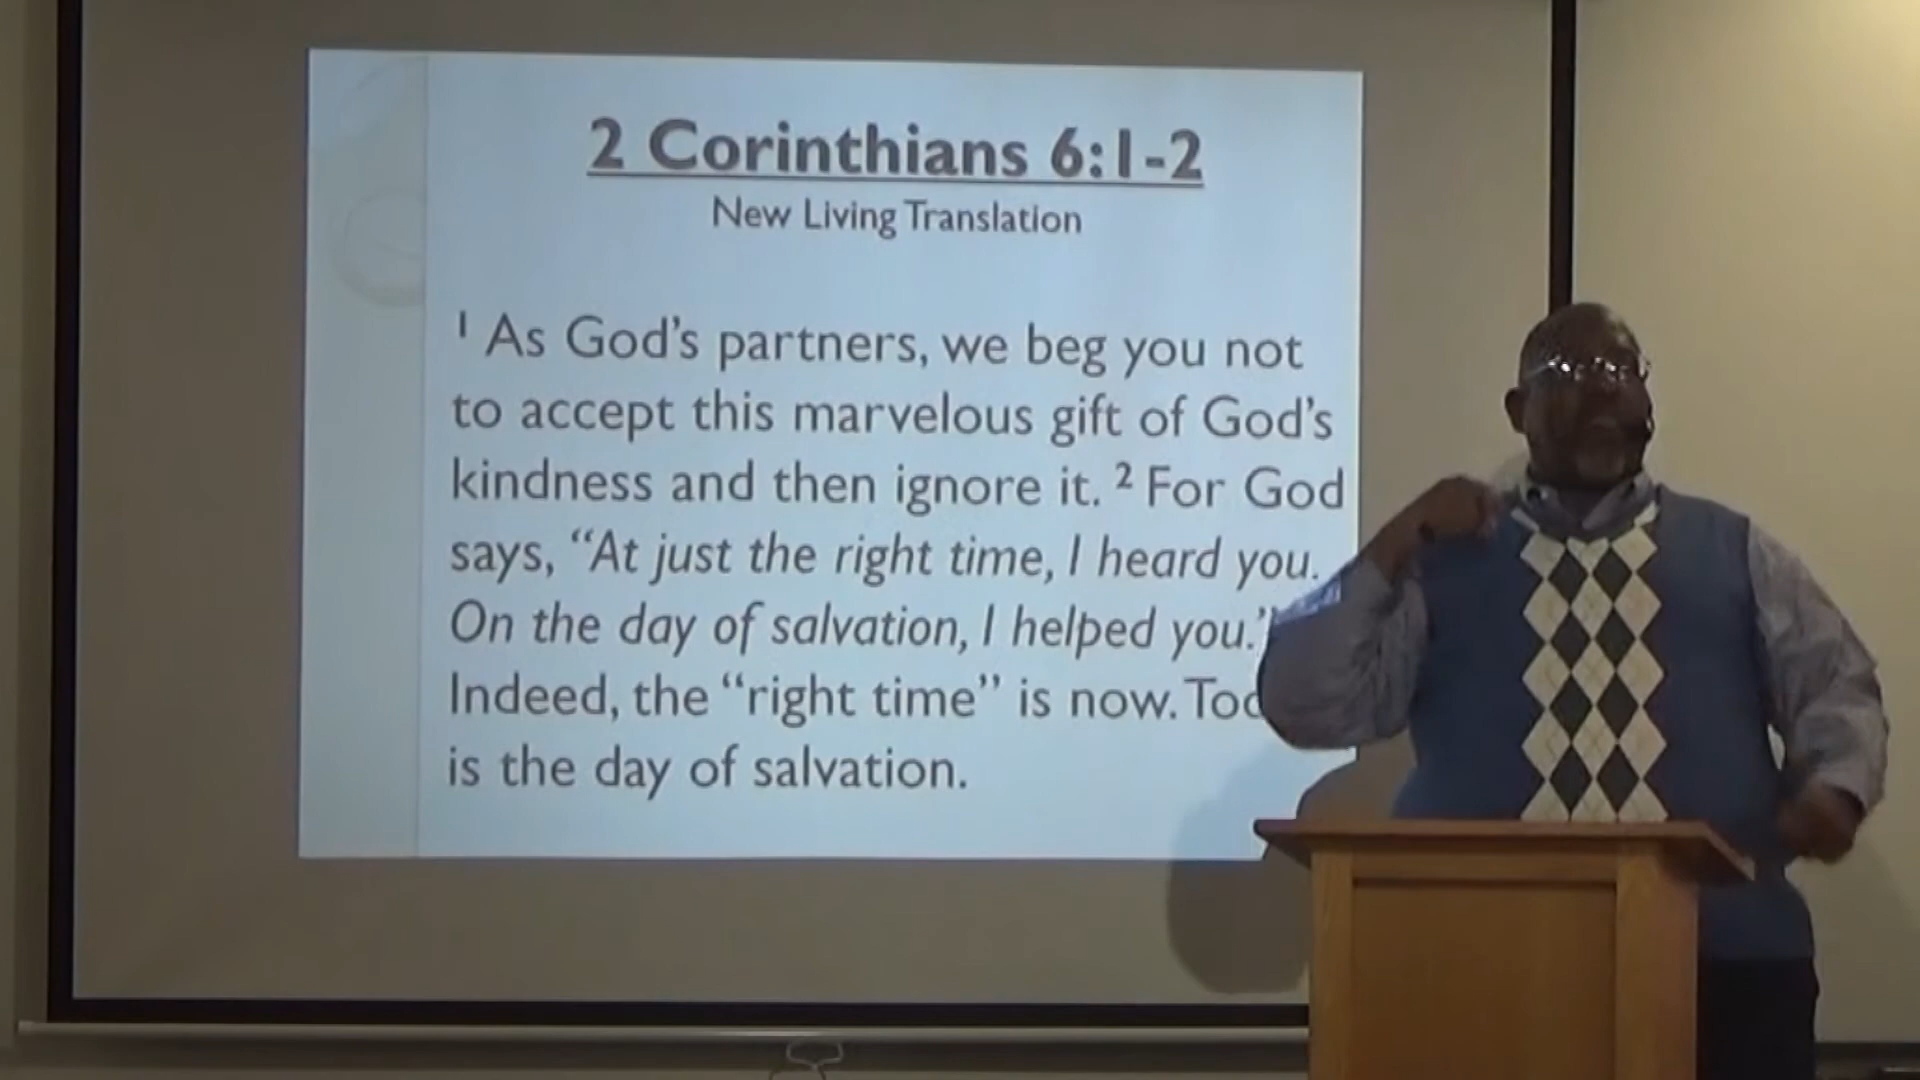 2 Corinthians 6:1-2
New Living Translation
1 As God's partners, we beg you not
to accept this marvelous gift of God's
kindness and then ignore it. 2 For God
says, “At just the right time, I heard you.
On the day of salvation, I helped you.”
Indeed, the “right time” is now.
is the day of salvation.